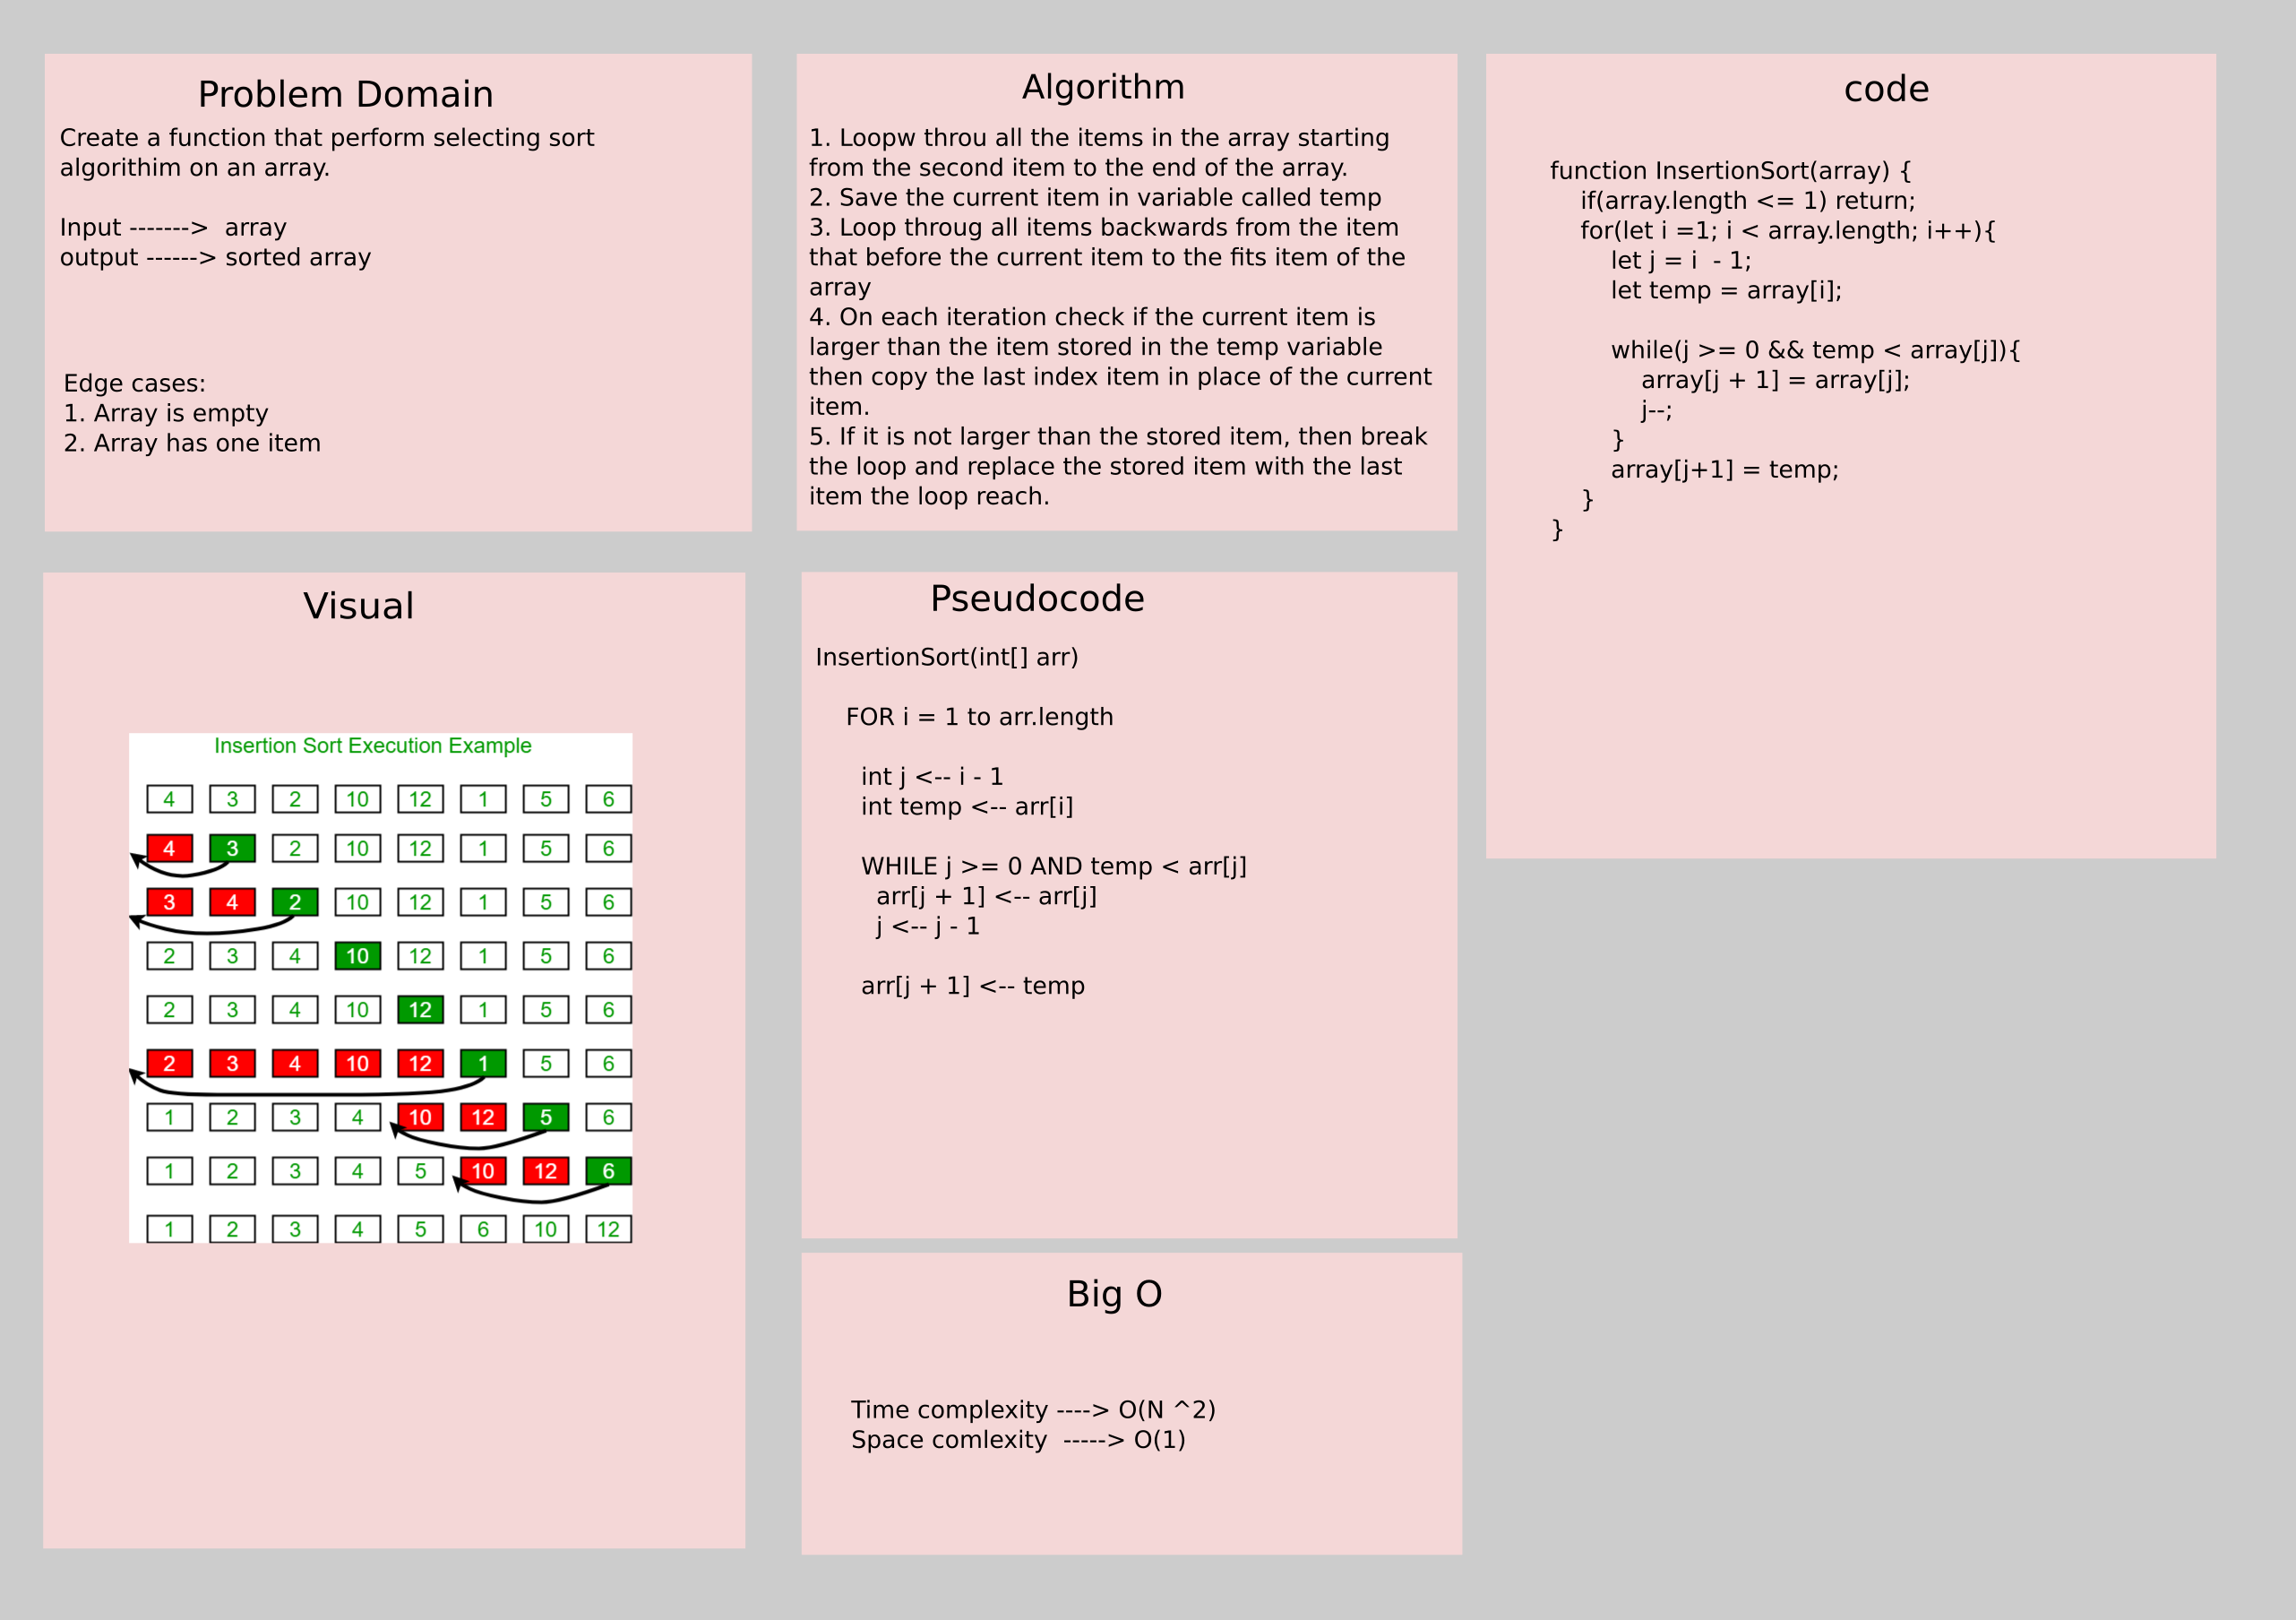 Problem Domain
Create a function that perform selecting sort
algorithim on an array.
Input ------->  array
output ------> sorted array
Edge cases:
1. Array is empty
2. Array has one item
Algorithm
1. Loopw throu all the items in the array starting
from the second item to the end of the array.
2. Save the current item in variable called temp
3. Loop throug all items backwards from the item
that before the current item to the fits item of the
array
4. On each iteration check if the current item is
larger than the item stored in the temp variable
then copy the last index item in place of the current
item.
5. If it is not larger than the stored item, then break
the loop and replace the stored item with the last
item the loop reach.
code
function InsertionSort(array) {
    if(array.length <= 1) return;
    for(let i =1; i < array.length; i++){
        let j = i  - 1;
        let temp = array[i];
        while(j >= 0 && temp < array[j]){
            array[j + 1] = array[j];
            j--;
        }
        array[j+1] = temp;
    }
}
Visual
Insertion Sort Execution Example
4 3 2 10 12 1 5 6
4 3 2 10 12 1 5 6
3 4 2 10 12 1 5 6
2 3 4 10 12 1 5 6
2 3 4 10 12 1 5 6
2 3 4 10 12 1 5 6
1 2 3 4 10 12 5 6
1 2 3 4 5 10 12 6
1 2 3 4 5 6 10 12
Pseudocode
InsertionSort(int[] arr)
    FOR i = 1 to arr.length
      int j <-- i - 1
      int temp <-- arr[i]
      WHILE j >= 0 AND temp < arr[j]
        arr[j + 1] <-- arr[j]
        j <-- j - 1
      arr[j + 1] <-- temp
Big O
Time complexity ----> O(N ^2)
Space comlexity  -----> O(1)